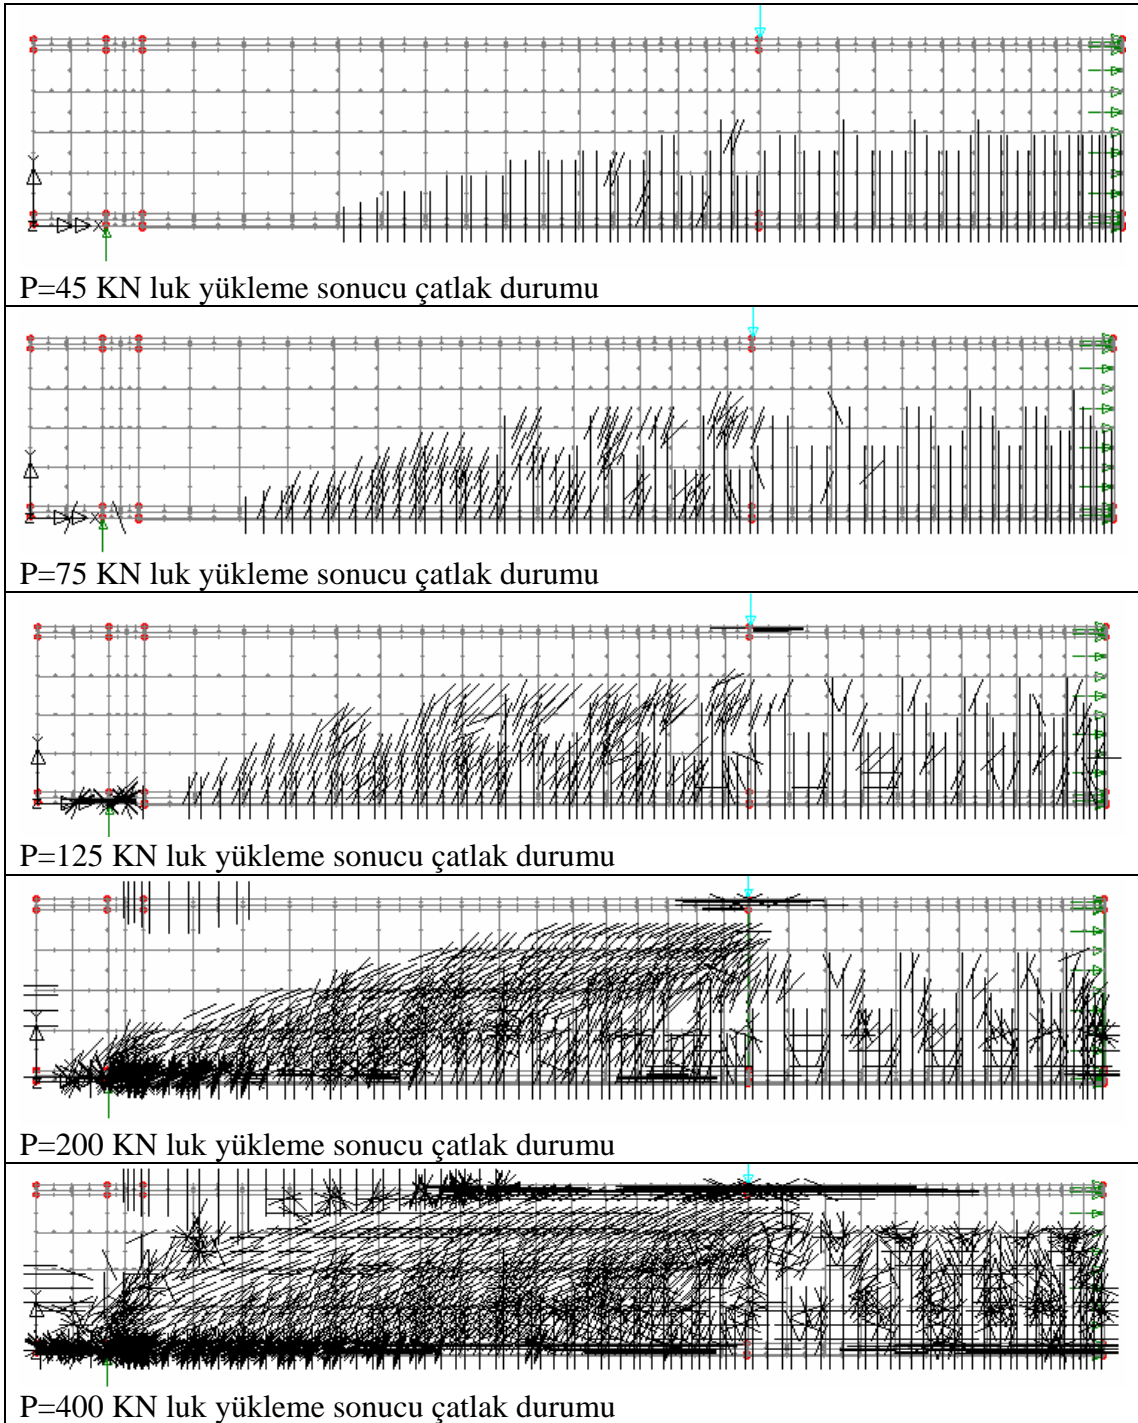 P=45 KN luk yükleme sonucu çatlak durumu
P=75 KN luk yükleme sonucu çatlak durumu
P=125 KN luk yükleme sonucu çatlak durumu
P=200 KN luk yükleme sonucu çatlak durumu
P=400 KN luk yükleme sonucu çatlak durumu